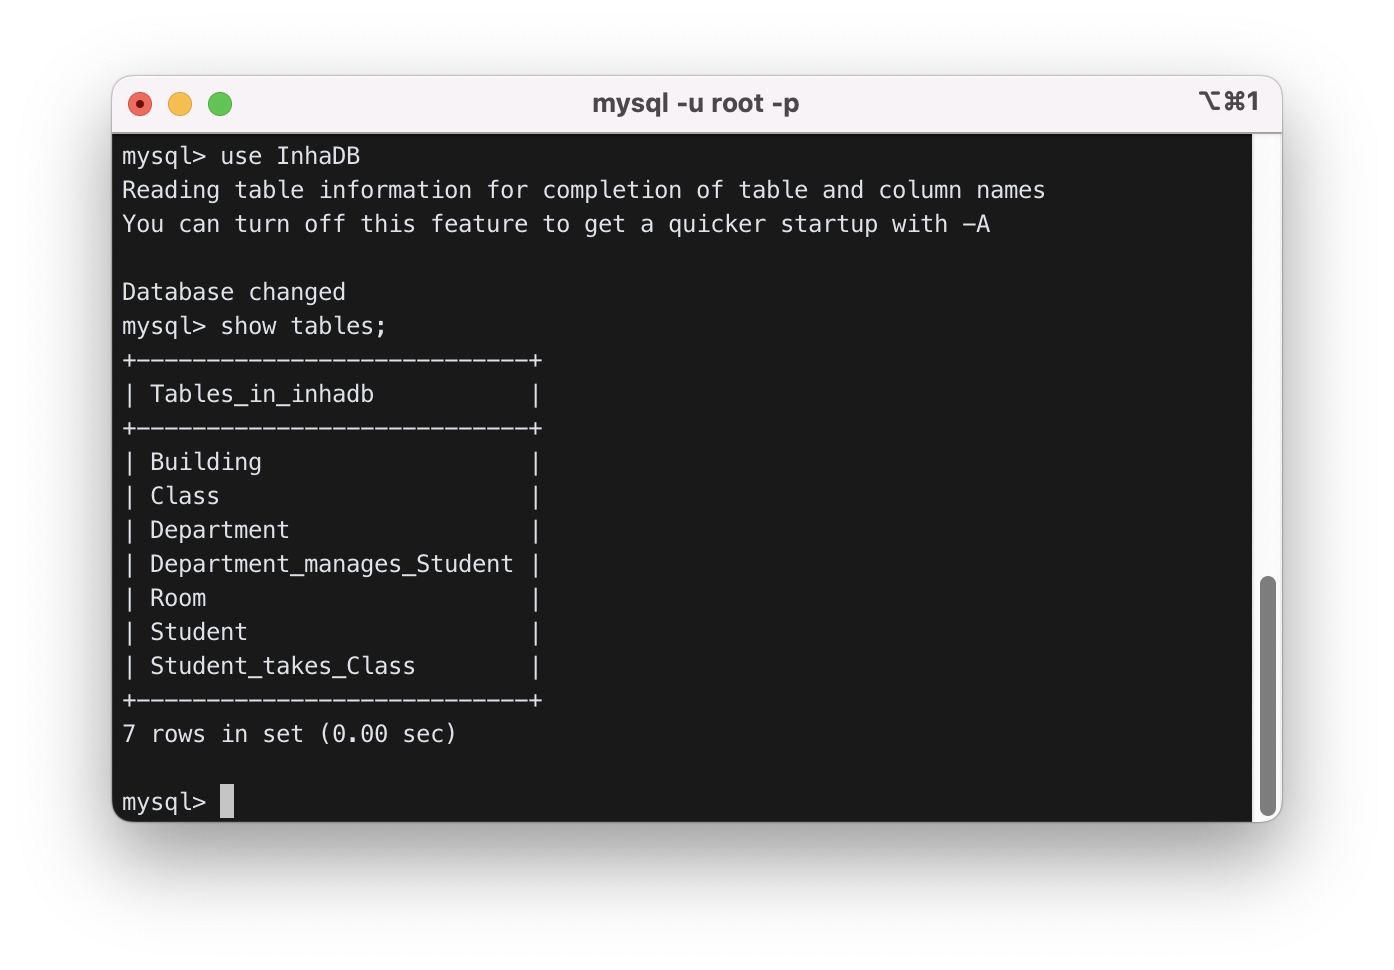 mysql -u root -p
⌥⌘1
mysql> use InhaDB
Reading table information for completion of table and column names
You can turn off this feature to get a quicker startup with -A
Database changed
mysql> show tables;
+----------------------------+
| Tables_in_inhadb           |
+----------------------------+
| Building                   |
| Class                      |
| Department                 |
| Department_manages_Student |
| Room                       |
| Student                    |
| Student_takes_Class        |
+----------------------------+
7 rows in set (0.00 sec)
mysql>